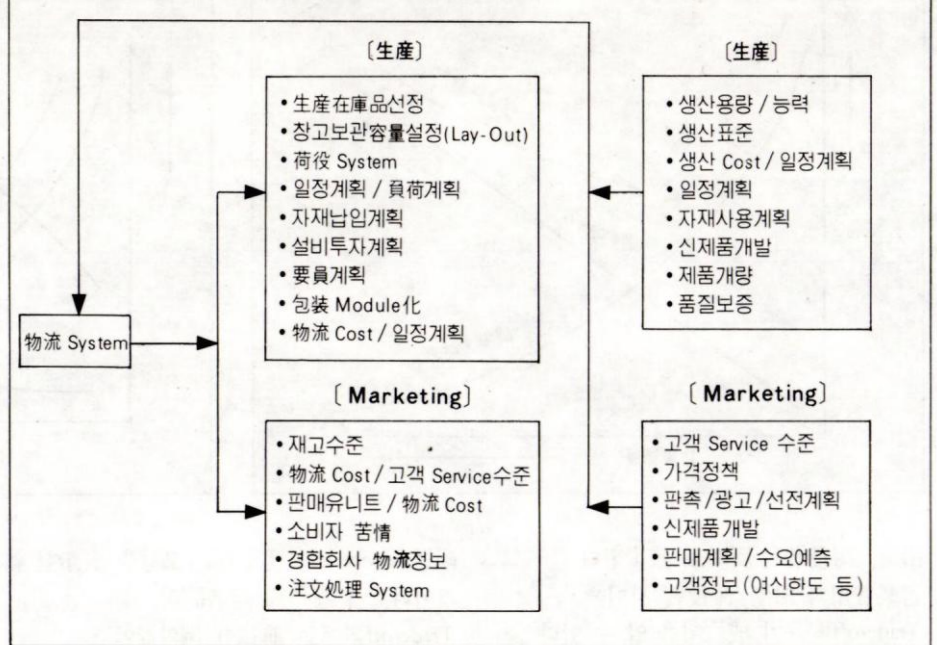 〔生産〕
• 生産在庫品선정
• 창고보관容量설정(Lay-Out)
• 荷役 System
• 일정계획 / 負荷계획
• 자재납입계획
• 설비투자계획
• 要員계획
• 包装 Module化
• 物流 Cost / 일정계획
〔生産〕
• 생산용량 / 능력
• 생산표준
• 생산 Cost / 일정계획
• 일정계획
• 자재사용계획
• 신제품개발
• 제품개량
• 품질보증
物流 System
〔Marketing〕
• 재고수준
• 物流 Cost / 고객 Service수준
• 판매유니트 / 物流 Cost
• 소비자 苦情
• 경합회사 物流정보
• 注文処理 System
〔Marketing〕
• 고객 Service 수준
• 가격정책
• 판촉/광고/선전계획
• 신제품개발
• 판매계획 / 수요예측
• 고객정보(여신한도 등)